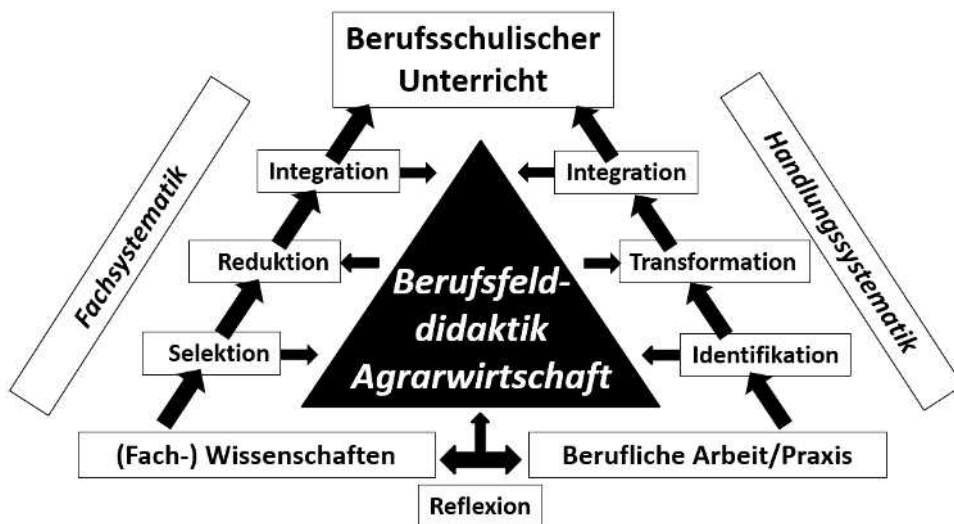 Berufsschulischer
Unterricht
Fachsystematik
Handlungssystematik
Integration
Integration
Reduktion
Transformation
Selektion
Identifikation
Berufsfeld-
didaktik
Agrarwirtschaft
(Fach-) Wissenschaften
Berufliche Arbeit/Praxis
Reflexion